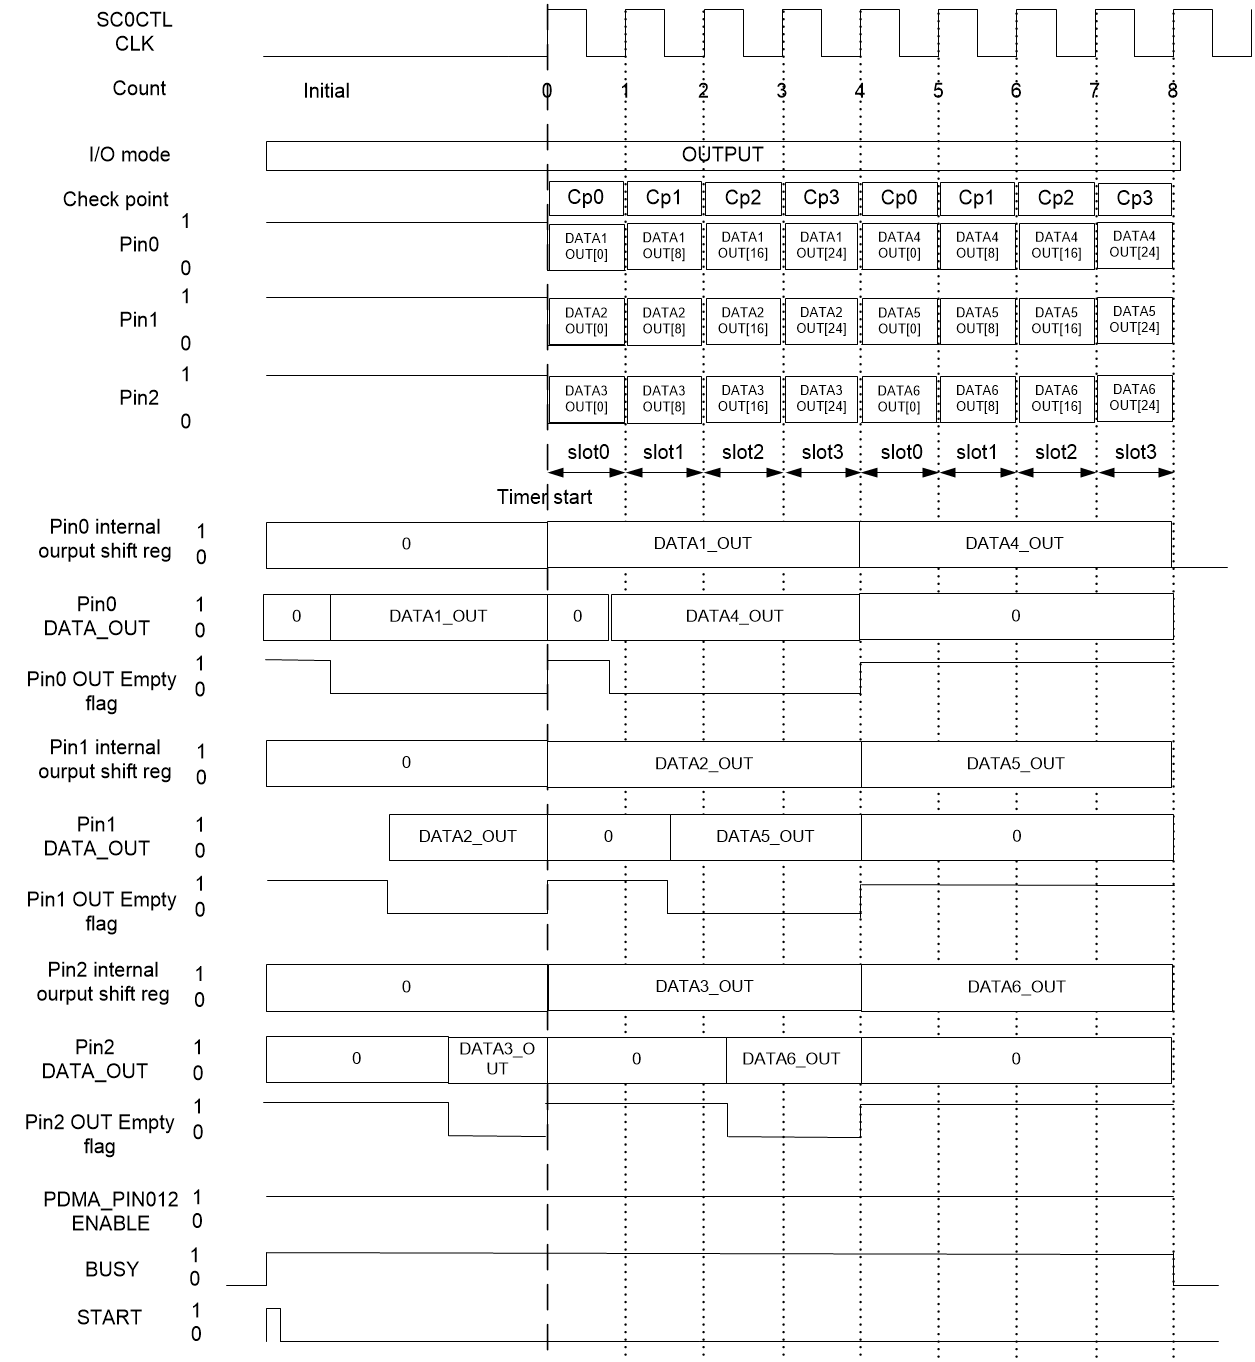 SC0CTL
CLK
Count Initial 0 1 2 3 4 5 6 7 8
I/O mode OUTPUT
Check point Cp0 Cp1 Cp2 Cp3 Cp0 Cp1 Cp2 Cp3
1
Pin0
0
DATA1 DATA1 DATA1 DATA1 DATA4 DATA4 DATA4 DATA4
OUT[0] OUT[8] OUT[16] OUT[24] OUT[0] OUT[8] OUT[16] OUT[24]
1
Pin1
0
DATA2 DATA2 DATA2 DATA2 DATA5 DATA5 DATA5 DATA5
OUT[0] OUT[8] OUT[16] OUT[24] OUT[0] OUT[8] OUT[16] OUT[24]
1
Pin2
0
DATA3 DATA3 DATA3 DATA3 DATA6 DATA6 DATA6 DATA6
OUT[0] OUT[8] OUT[16] OUT[24] OUT[0] OUT[8] OUT[16] OUT[24]
slot0 slot1 slot2 slot3 slot0 slot1 slot2 slot3
Timer start
Pin0 internal 1
ourput shift reg 0
0 DATA1_OUT DATA4_OUT
Pin0 1
DATA_OUT 0
0 DATA1_OUT 0 DATA4_OUT 0
1
Pin0 OUT Empty 0
flag
Pin1 internal 1
ourput shift reg 0
0 DATA2_OUT DATA5_OUT
Pin1 1
DATA_OUT 0
DATA2_OUT 0 DATA5_OUT 0
1
Pin1 OUT Empty 0
flag
Pin2 internal 1
ourput shift reg 0
0 DATA3_OUT DATA6_OUT
Pin2 1
DATA_OUT 0
0 DATA3_O 0 DATA6_OUT 0
UT
1
Pin2 OUT Empty 0
flag
PDMA_PIN012 1
ENABLE 0
1
BUSY
0
START 1
0